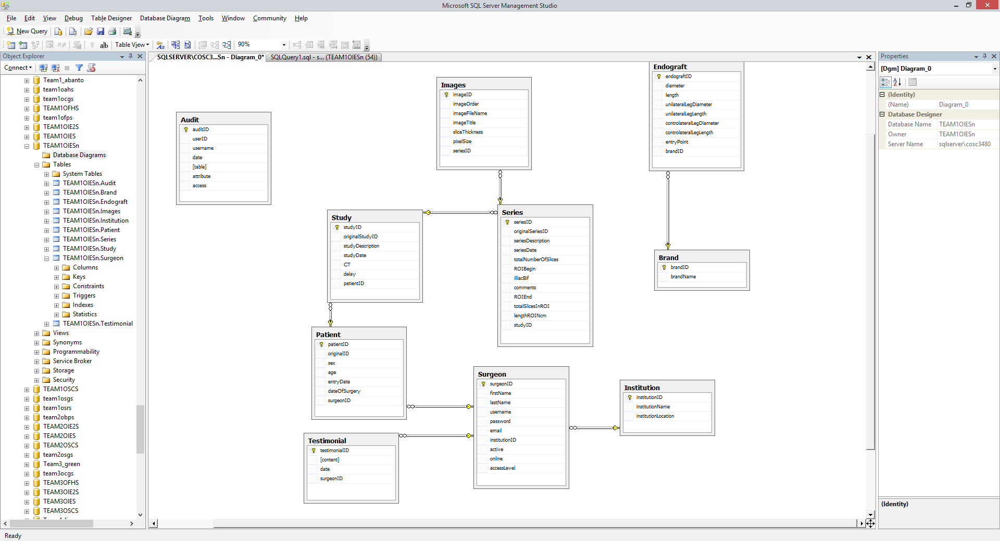 Microsoft SQL Server Management Studio
File Edit View Debug Table Designer Database Diagram Tools Window Community Help
New Query
ab| Table View 90%
Object Explorer
Connect
Team1_abanto
team1oahs
team1ocgs
TEAM1OFHS
team1ofps
TEAM1OIE2S
TEAM1OIES
TEAM1OIESn
Database Diagrams
Tables
System Tables
TEAM1OIESn.Audit
TEAM1OIESn.Brand
TEAM1OIESn.Endograft
TEAM1OIESn.Images
TEAM1OIESn.Institution
TEAM1OIESn.Patient
TEAM1OIESn.Series
TEAM1OIESn.Study
TEAM1OIESn.Surgeon
Columns
Keys
Constraints
Triggers
Indexes
Statistics
TEAM1OIESn.Testimonial
Views
Synonyms
Programmability
Service Broker
Storage
Security
TEAM1OSCS
team1osgs
team1osrs
team2obps
TEAM2OIE2S
TEAM2OIES
TEAM2OSCS
team2osgs
Team3_green
team3ocgs
TEAM3OFHS
TEAM3OIE2S
TEAM3OIES
TEAM3OSCS
SQLSERVER\COSC3...Sn - Diagram_0* SQLQuery1.sql - s... (TEAM1OIESn (54))
Audit
auditID
userID
username
date
[table]
attribute
access
Images
imageID
imageOrder
imageFileName
imageTitle
sliceThickness
pixelSize
seriesID
Endograft
endograftID
diameter
length
unilateralLegDiameter
unilateralLegLength
controlateralLegDiameter
controlateralLegLength
entryPoint
brandID
Study
studyID
originalStudyID
studyDescription
studyDate
CT
delay
patientID
Series
seriesID
originalSeriesID
seriesDescription
seriesDate
totalNumberOfSlices
ROIBegin
illiacBif
comments
ROIEnd
totalSlicesInROI
lengthROINcm
studyID
Brand
brandID
brandName
Patient
patientID
originalID
sex
age
entryDate
dateOfSurgery
surgeonID
Surgeon
surgeonID
firstName
lastName
username
password
email
institutionID
active
online
accessLevel
Institution
institutionID
institutionName
institutionLocation
Testimonial
testimonialID
[content]
date
surgeonID
Properties
[Dgm] Diagram_0
(Identity)
(Name) Diagram_0
Database Designer
Database Name TEAM1OIESn
Owner TEAM1OIESn
Server Name sqlserver\cosc3480
(Identity)
Ready